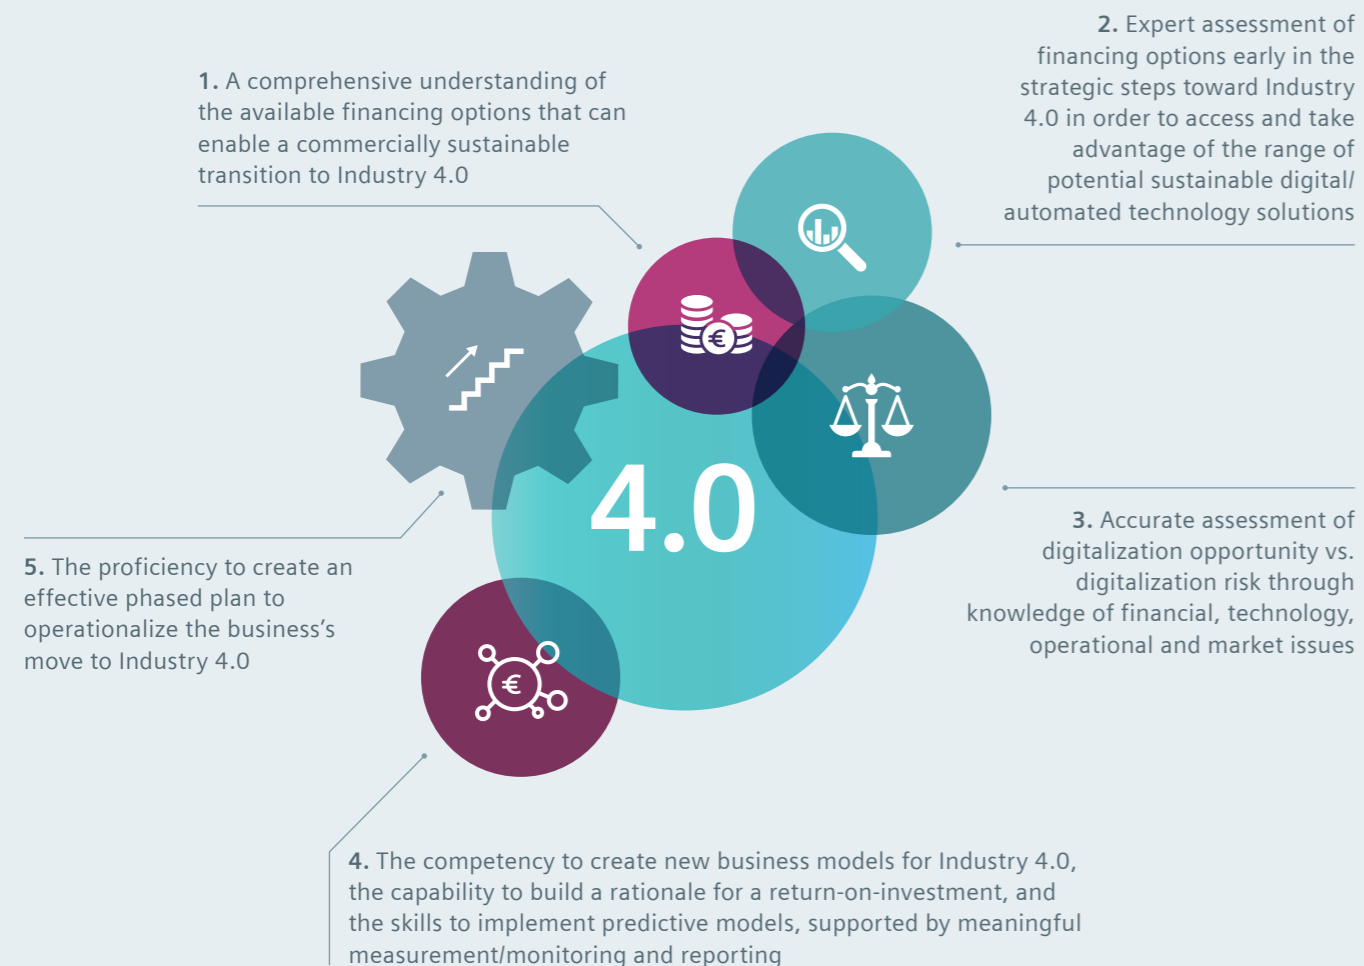 1. A comprehensive understanding of
the available financing options that can
enable a commercially sustainable
transition to Industry 4.0
2. Expert assessment of
financing options early in the
strategic steps toward Industry
4.0 in order to access and take
advantage of the range of
potential sustainable digital/
automated technology solutions
€
4.0
3. Accurate assessment of
digitalization opportunity vs.
digitalization risk through
knowledge of financial, technology,
operational and market issues
5. The proficiency to create an
effective phased plan to
operationalize the business’s
move to Industry 4.0
€
4. The competency to create new business models for Industry 4.0,
the capability to build a rationale for a return-on-investment, and
the skills to implement predictive models, supported by meaningful
measurement/monitoring and reporting